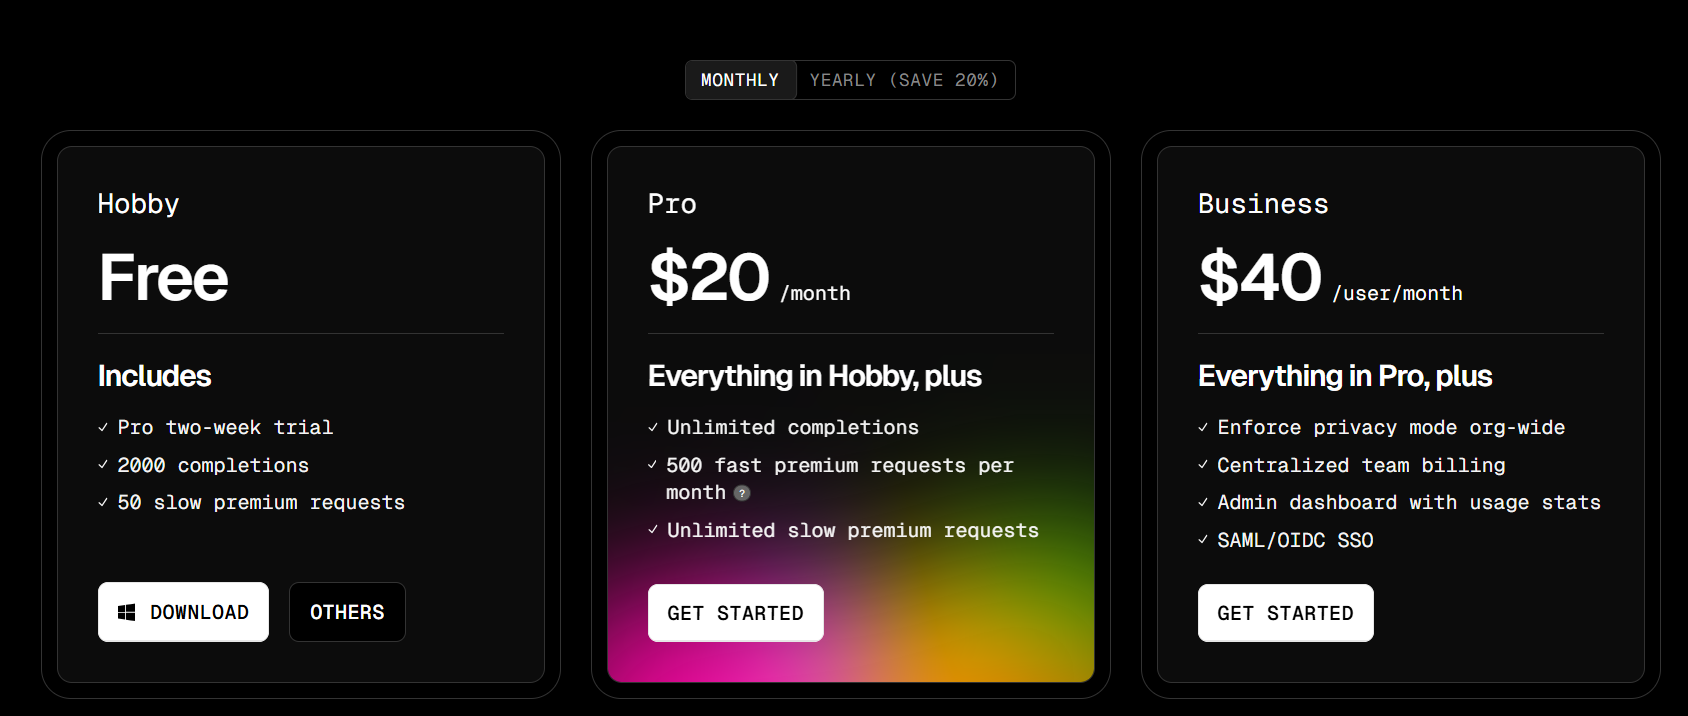 MONTHLY YEARLY (SAVE 20%)
Hobby
Free
Includes
✓ Pro two-week trial
✓ 2000 completions
✓ 50 slow premium requests
DOWNLOAD OTHERS
Pro
$20 /month
Everything in Hobby, plus
✓ Unlimited completions
✓ 500 fast premium requests per
month ?
✓ Unlimited slow premium requests
GET STARTED
Business
$40 /user/month
Everything in Pro, plus
✓ Enforce privacy mode org-wide
✓ Centralized team billing
✓ Admin dashboard with usage stats
✓ SAML/OIDC SSO
GET STARTED